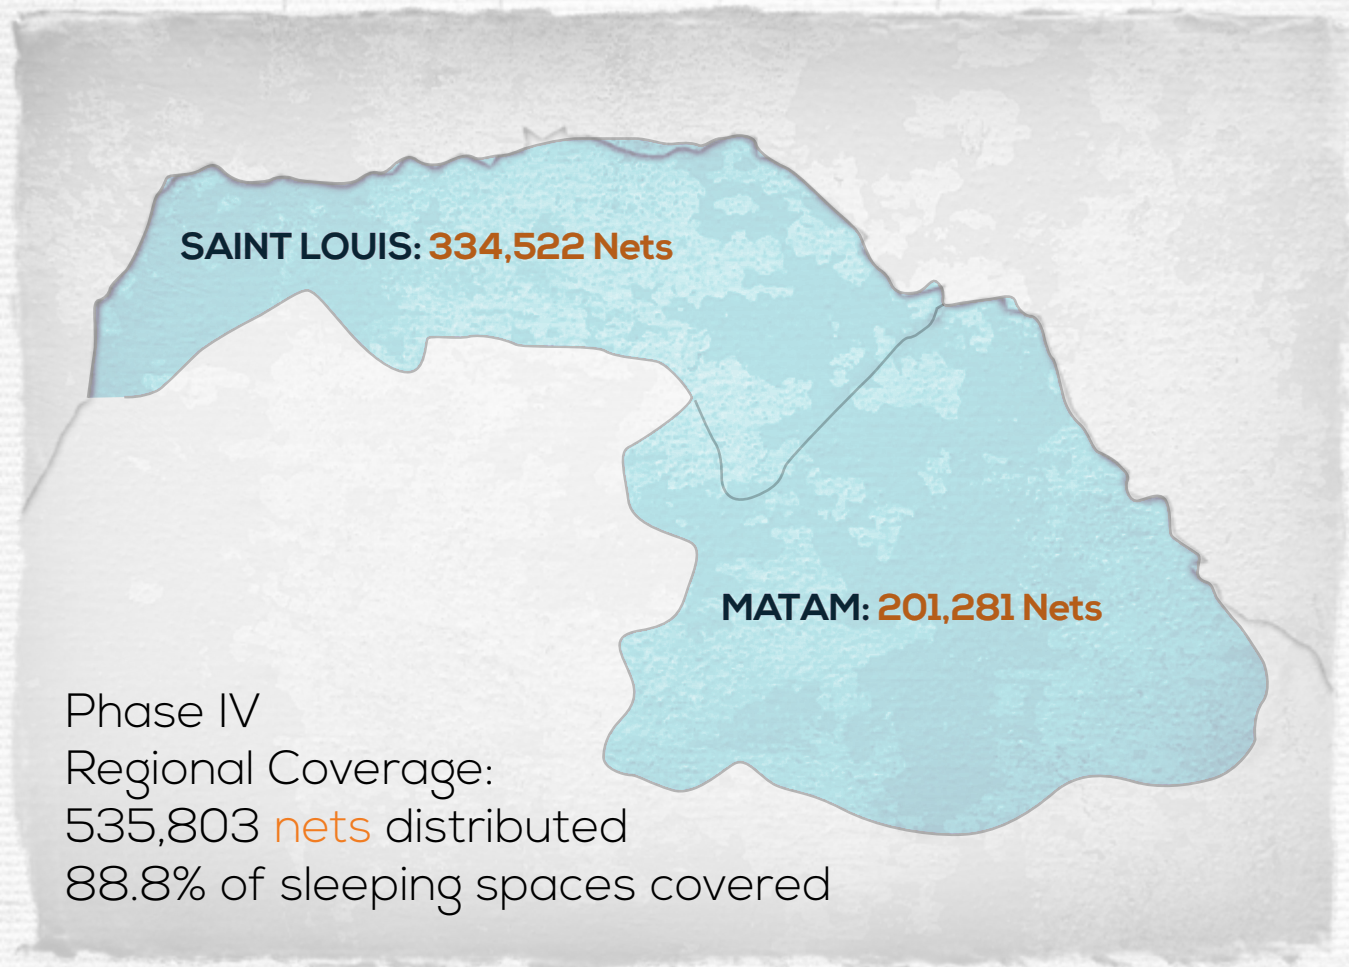 SAINT LOUIS: 334,522 Nets
MATAM: 201,281 Nets
Phase IV
Regional Coverage:
535,803 nets distributed
88.8% of sleeping spaces covered